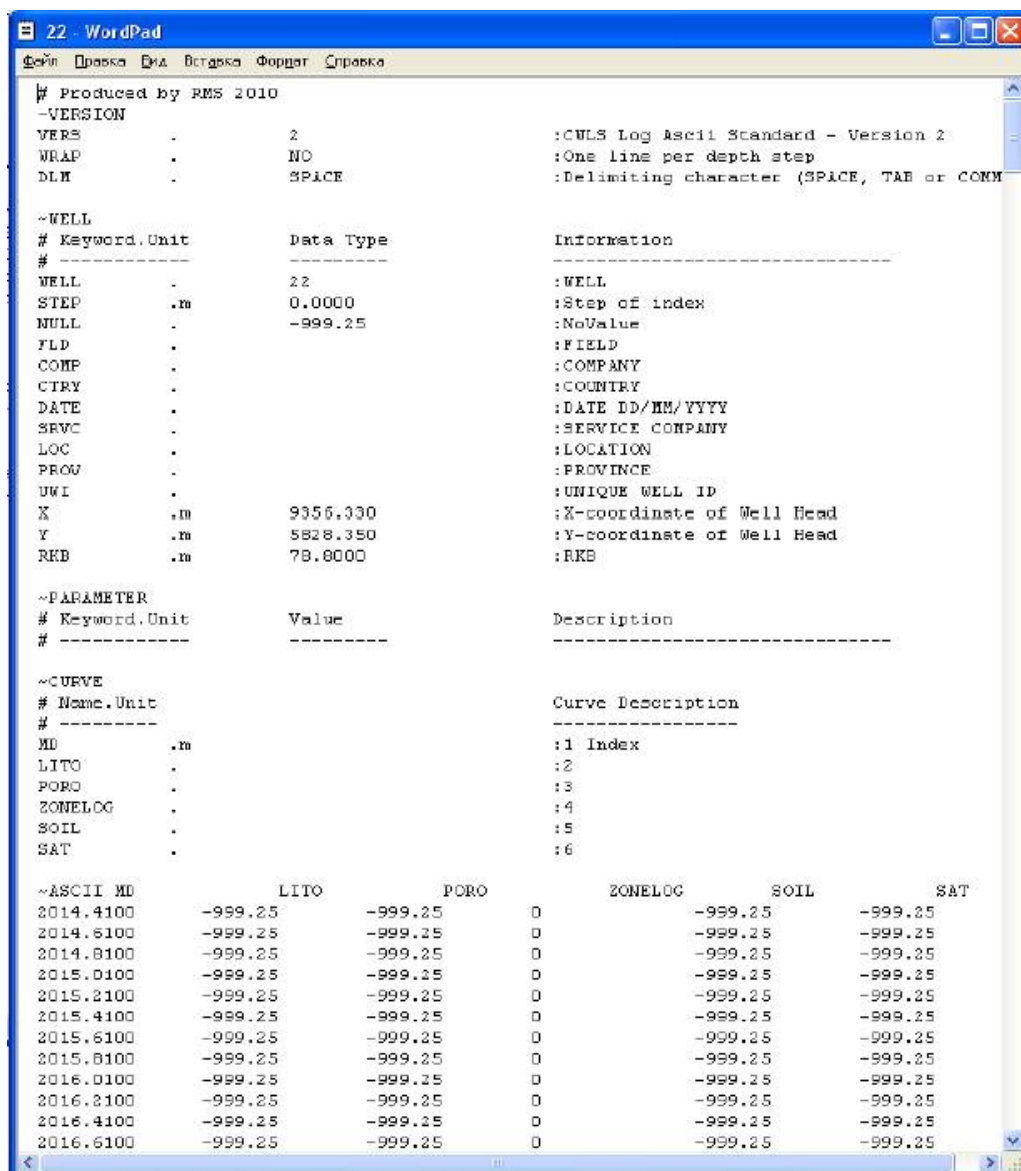 22 - WordPad
Файл Правка Вид Вставка Формат Справка
# Produced by RMS 2010
~VERSION
VERS . 2 :CWLS Log Ascii Standard - Version 2
WRAP . NO :One line per depth step
DLM . SPACE :Delimiting character (SPACE, TAB or COMM
~WELL
# Keyword.Unit Data Type Information
# ------------ --------- -------------------------------
WELL . 22 :WELL
STEP .m 0.0000 :Step of index
NULL . -999.25 :NoValue
FLD . :FIELD
COMP . :COMPANY
CTRY . :COUNTRY
DATE . :DATE DD/MM/YYYY
SRVC . :SERVICE COMPANY
LOC . :LOCATION
PROV . :PROVINCE
UWI . :UNIQUE WELL ID
X .m 9356.330 :X-coordinate of Well Head
Y .m 5828.350 :Y-coordinate of Well Head
RKB .m 78.8000 :RKB
~PARAMETER
# Keyword.Unit Value Description
# ------------ --------- -------------------------------
~CURVE
# Name.Unit Curve Description
# --------- -----------------
MD .m :1 Index
LITO . :2
PORO . :3
ZONELOG . :4
SOIL . :5
SAT . :6
~ASCII MD LITO PORO ZONELOG SOIL SAT
2014.4100 -999.25 -999.25 0 -999.25 -999.25
2014.6100 -999.25 -999.25 0 -999.25 -999.25
2014.8100 -999.25 -999.25 0 -999.25 -999.25
2015.0100 -999.25 -999.25 0 -999.25 -999.25
2015.2100 -999.25 -999.25 0 -999.25 -999.25
2015.4100 -999.25 -999.25 0 -999.25 -999.25
2015.6100 -999.25 -999.25 0 -999.25 -999.25
2015.8100 -999.25 -999.25 0 -999.25 -999.25
2016.0100 -999.25 -999.25 0 -999.25 -999.25
2016.2100 -999.25 -999.25 0 -999.25 -999.25
2016.4100 -999.25 -999.25 0 -999.25 -999.25
2016.6100 -999.25 -999.25 0 -999.25 -999.25